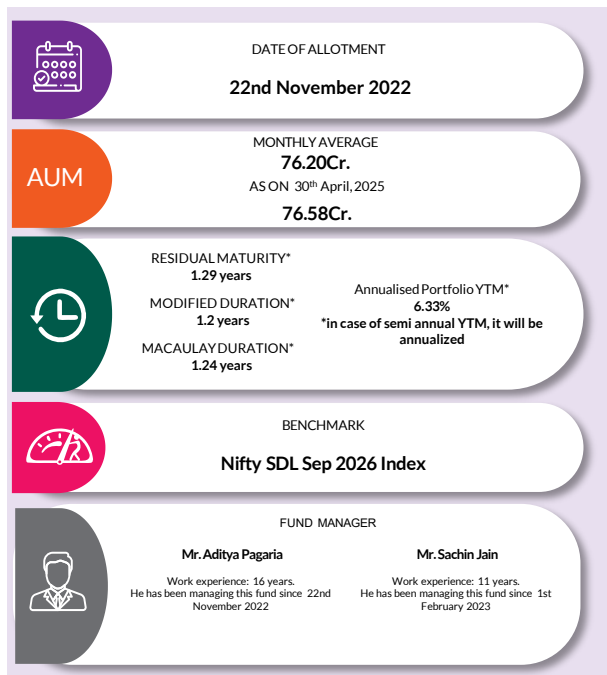 DATE OF ALLOTMENT
22nd November 2022
AUM
MONTHLY AVERAGE
76.20Cr.
AS ON 30th April, 2025
76.58Cr.
RESIDUAL MATURITY*
1.29 years
MODIFIED DURATION*
1.2 years
MACAULAY DURATION*
1.24 years
Annualised Portfolio YTM*
6.33%
*in case of semi annual YTM, it will be
annualized
BENCHMARK
Nifty SDL Sep 2026 Index
FUND MANAGER
Mr. Aditya Pagaria
Work experience: 16 years.
He has been managing this fund since 22nd
November 2022
Mr. Sachin Jain
Work experience: 11 years.
He has been managing this fund since 1st
February 2023